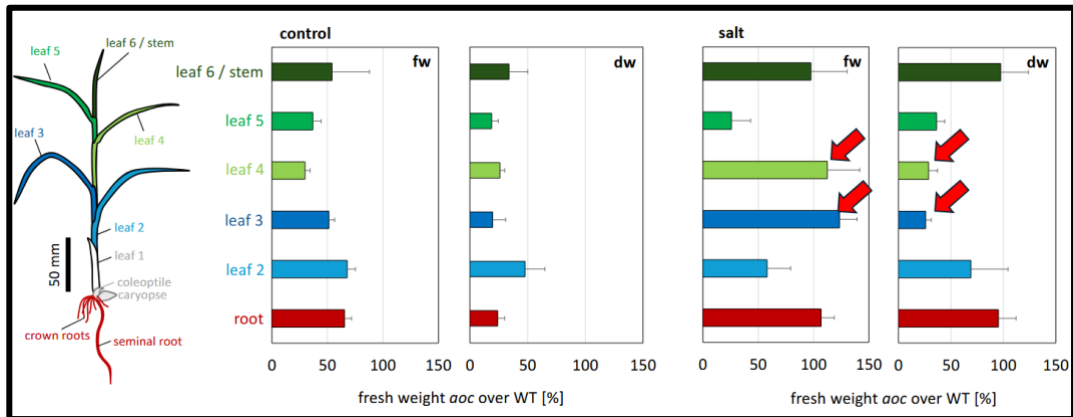 control
salt
leaf 6 / stem
leaf 5
leaf 4
leaf 3
leaf 2
leaf 1
coleoptile
caryopse
crown roots
seminal root
50 mm
leaf 6 / stem
leaf 5
leaf 4
leaf 3
leaf 2
root
fw
dw
fw
dw
0 50 100 150
0 50 100 150
0 50 100 150
0 50 100 150
fresh weight aoc over WT [%]
fresh weight aoc over WT [%]